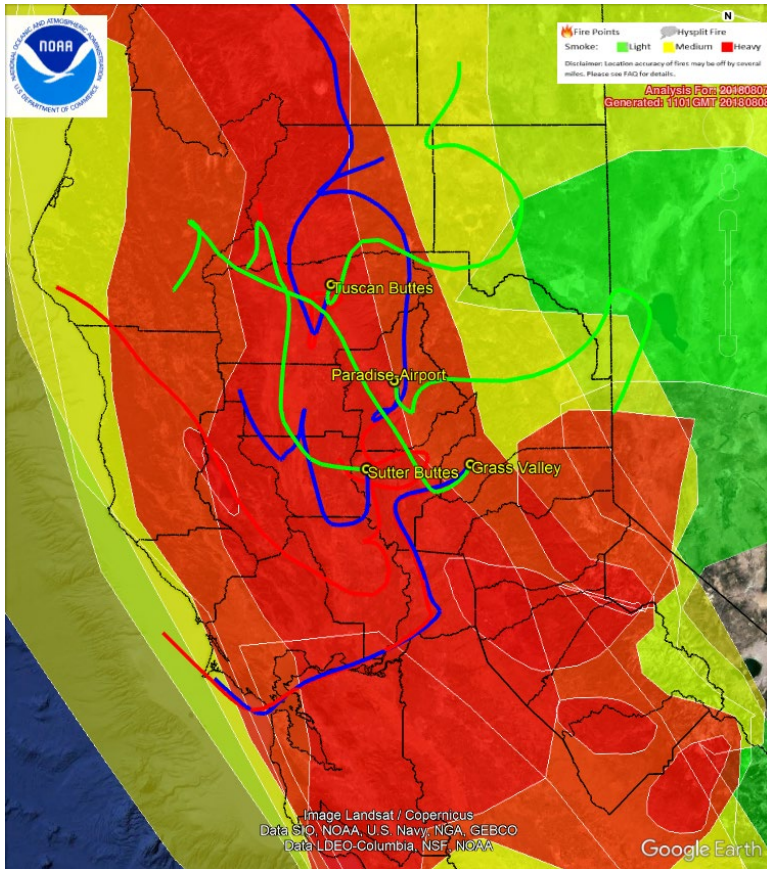 NATIONAL OCEANIC AND ATMOSPHERIC ADMINISTRATION
NOAA
U.S. DEPARTMENT OF COMMERCE
N
Fire Points Hysplit Fire
Smoke: Light Medium Heavy
Disclaimer: Location accuracy of fires may be off by several
miles. Please see FAQ for details.
Analysis For: 20180807
Generated: 1101GMT 20180808
Tuscan Buttes
Paradise-Airport
Sutter Buttes
Grass Valley
Image Landsat / Copernicus
Data SIO, NOAA, U.S. Navy, NGA, GEBCO
Data LDEO-Columbia, NSF, NOAA
Google Earth